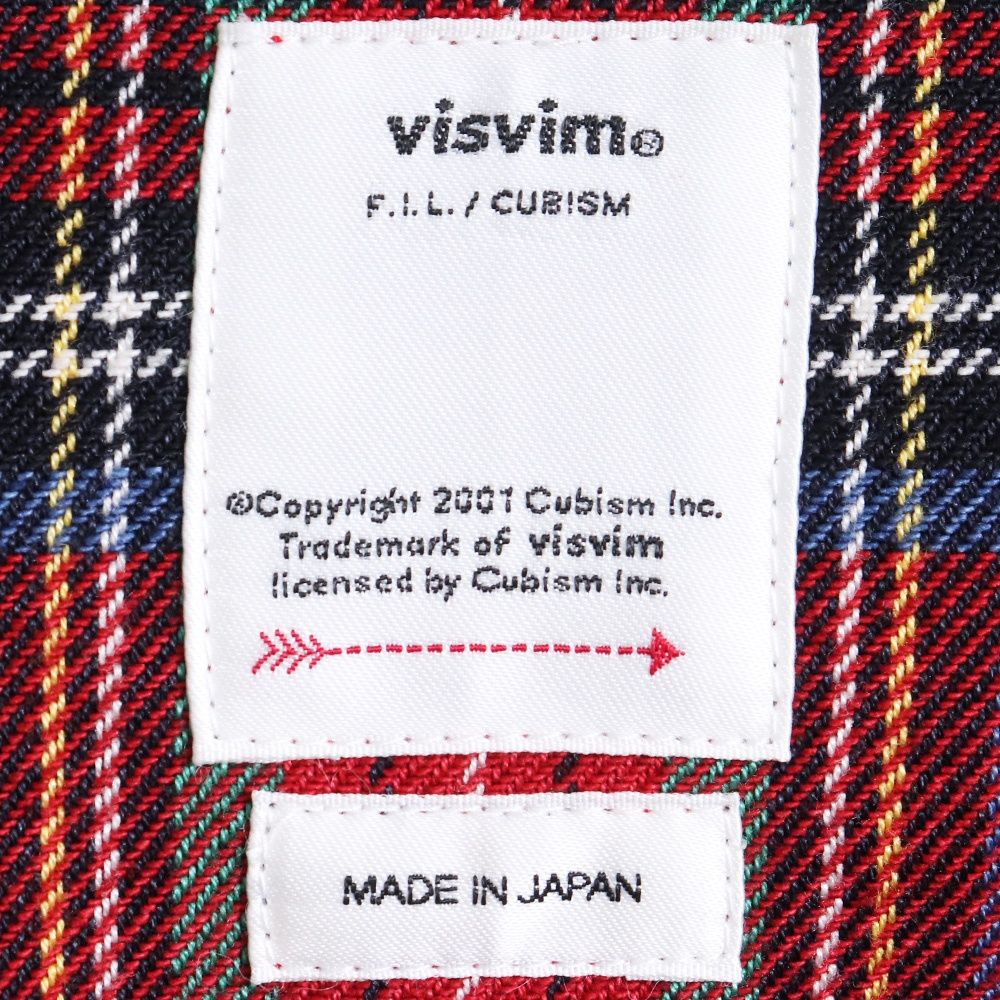 visvim®
F.I.L. / CUBISM
©Copyright 2001 Cubism Inc.
Trademark of visvim
licensed by Cubism Inc.
MADE IN JAPAN